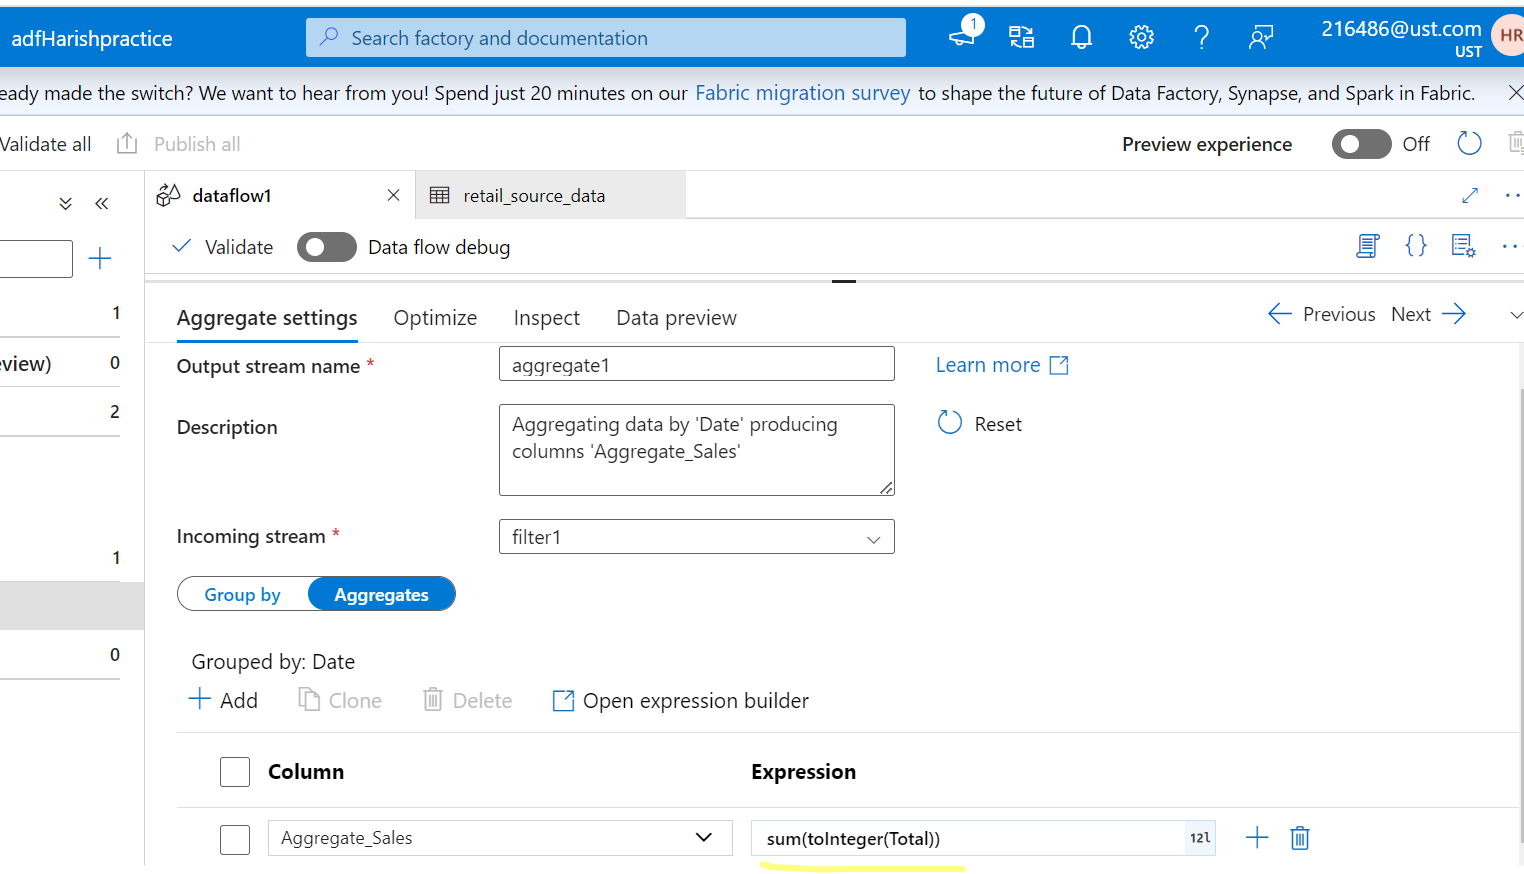 adfHarishpractice
Search factory and documentation
1
216486@ust.com
UST
HR
eady made the switch? We want to hear from you! Spend just 20 minutes on our Fabric migration survey to shape the future of Data Factory, Synapse, and Spark in Fabric.
Validate all
Publish all
Preview experience
Off
dataflow1
retail_source_data
Validate
Data flow debug
1
eview) 0
2
1
0
Aggregate settings
Optimize
Inspect
Data preview
Previous
Next
Output stream name *
aggregate1
Learn more
Description
Aggregating data by 'Date' producing
columns 'Aggregate_Sales'
Reset
Incoming stream *
filter1
Group by
Aggregates
Grouped by: Date
Add
Clone
Delete
Open expression builder
Column
Expression
Aggregate_Sales
sum(toInteger(Total))
12l